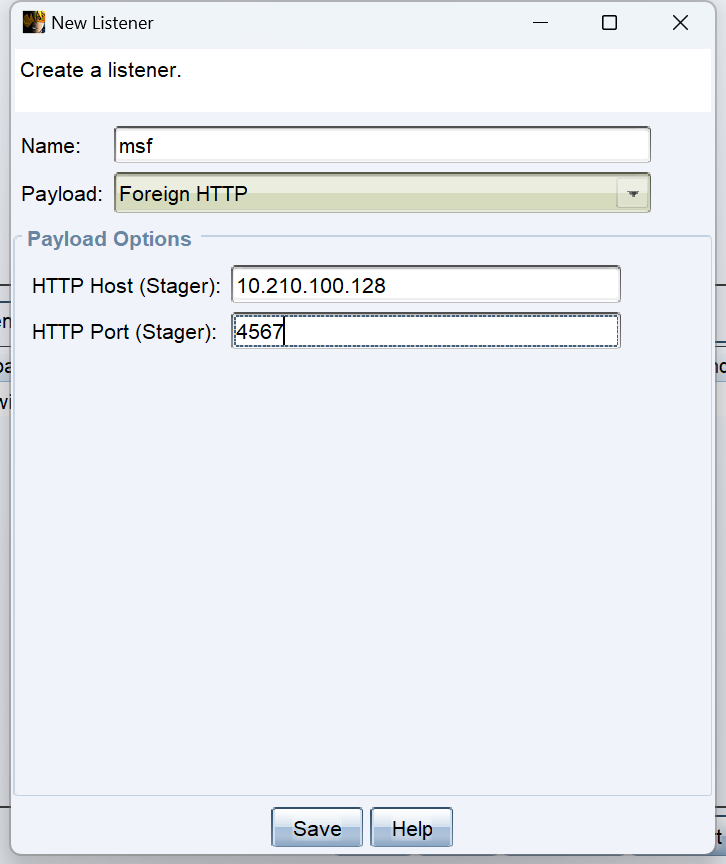 New Listener
Create a listener.
Name: msf
Payload: Foreign HTTP
Payload Options
HTTP Host (Stager): 10.210.100.128
HTTP Port (Stager): 4567
Save Help